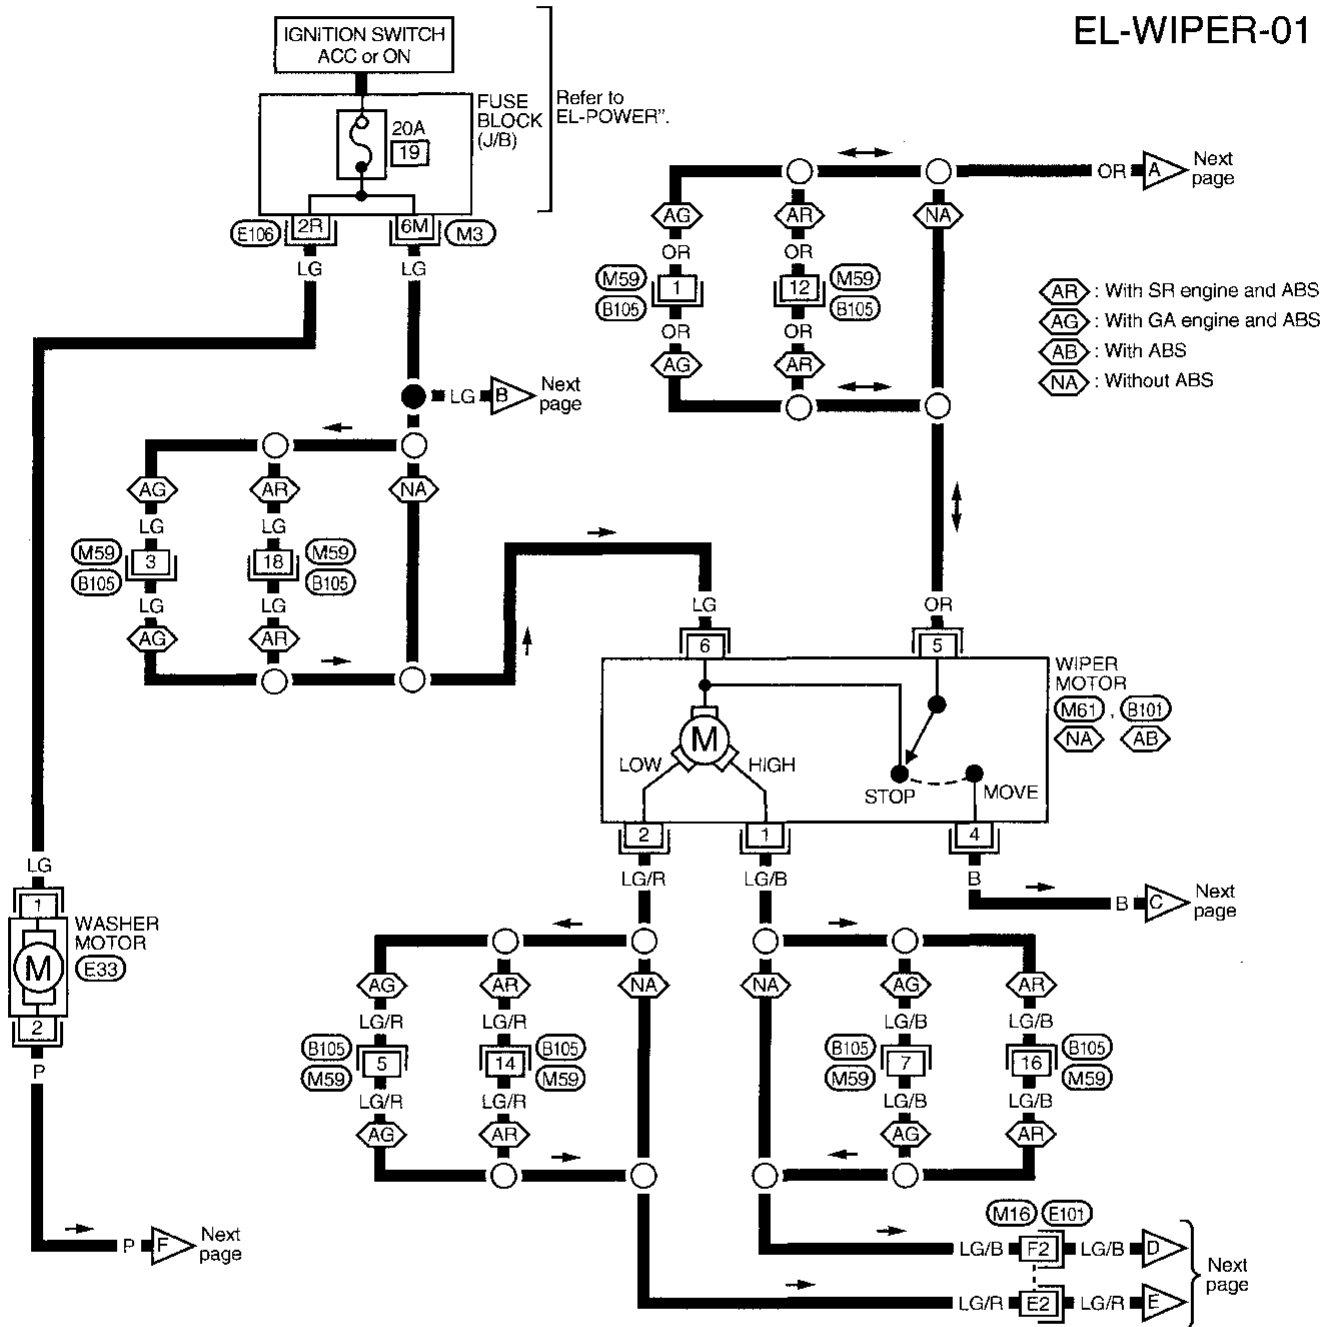 EL-WIPER-01
IGNITION SWITCH
ACC or ON
FUSE
BLOCK
(J/B)
Refer to
EL-POWER”.
20A
19
E106
2R
6M
M3
LG
LG
OR
A
Next
page
AG
AR
NA
OR
OR
M59
1
B105
12
M59
B105
OR
OR
AG
AR
AR : With SR engine and ABS
AG : With GA engine and ABS
AB : With ABS
NA : Without ABS
LG
B
Next
page
AG
AR
NA
LG
LG
M59
3
B105
18
M59
B105
LG
LG
AG
AR
LG
OR
6
5
WIPER
MOTOR
M61 , B101
NA
AB
M
LOW
HIGH
STOP
MOVE
2
1
4
LG/R
LG/B
B
B
C
Next
page
LG
1
WASHER
MOTOR
E33
M
2
P
AG
AR
NA
NA
AG
AR
LG/R
LG/R
LG/B
LG/B
B105
5
M59
14
B105
M59
B105
7
M59
16
B105
M59
LG/R
LG/R
LG/B
LG/B
AG
AR
AG
AR
P
F
Next
page
M16
E101
LG/B
F2
LG/B
D
LG/R
E2
LG/R
E
Next
page